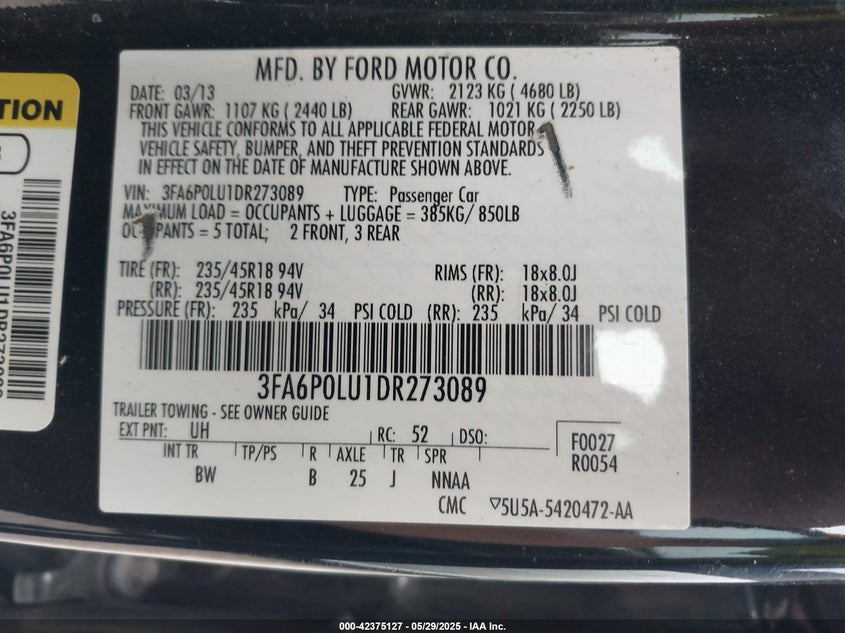 MFD. BY FORD MOTOR CO.
DATE: 03/13 GVWR: 2123 KG ( 4680 LB)
FRONT GAWR: 1107 KG ( 2440 LB) REAR GAWR: 1021 KG ( 2250 LB)
THIS VEHICLE CONFORMS TO ALL APPLICABLE FEDERAL MOTOR
VEHICLE SAFETY, BUMPER, AND THEFT PREVENTION STANDARDS
IN EFFECT ON THE DATE OF MANUFACTURE SHOWN ABOVE.
VIN: 3FA6P0LU1DR273089 TYPE: Passenger Car
MAXIMUM LOAD = OCCUPANTS + LUGGAGE = 385KG/ 850LB
OCCUPANTS = 5 TOTAL; 2 FRONT, 3 REAR
TIRE (FR): 235/45R18 94V RIMS (FR): 18x8.0J
(RR): 235/45R18 94V (RR): 18x8.0J
PRESSURE (FR): 235 kPa/ 34 PSI COLD (RR): 235 kPa/ 34 PSI COLD
3FA6P0LU1DR273089
TRAILER TOWING - SEE OWNER GUIDE
EXT PNT: UH RC: 52 DSO:
F0027
R0054
INT TR TP/PS R AXLE TR SPR
BW B 25 J NNAA
CMC ▽5U5A-5420472-AA
TION
3FA6P0LU1DR273089
000-42375127 - 05/29/2025 - IAA Inc.